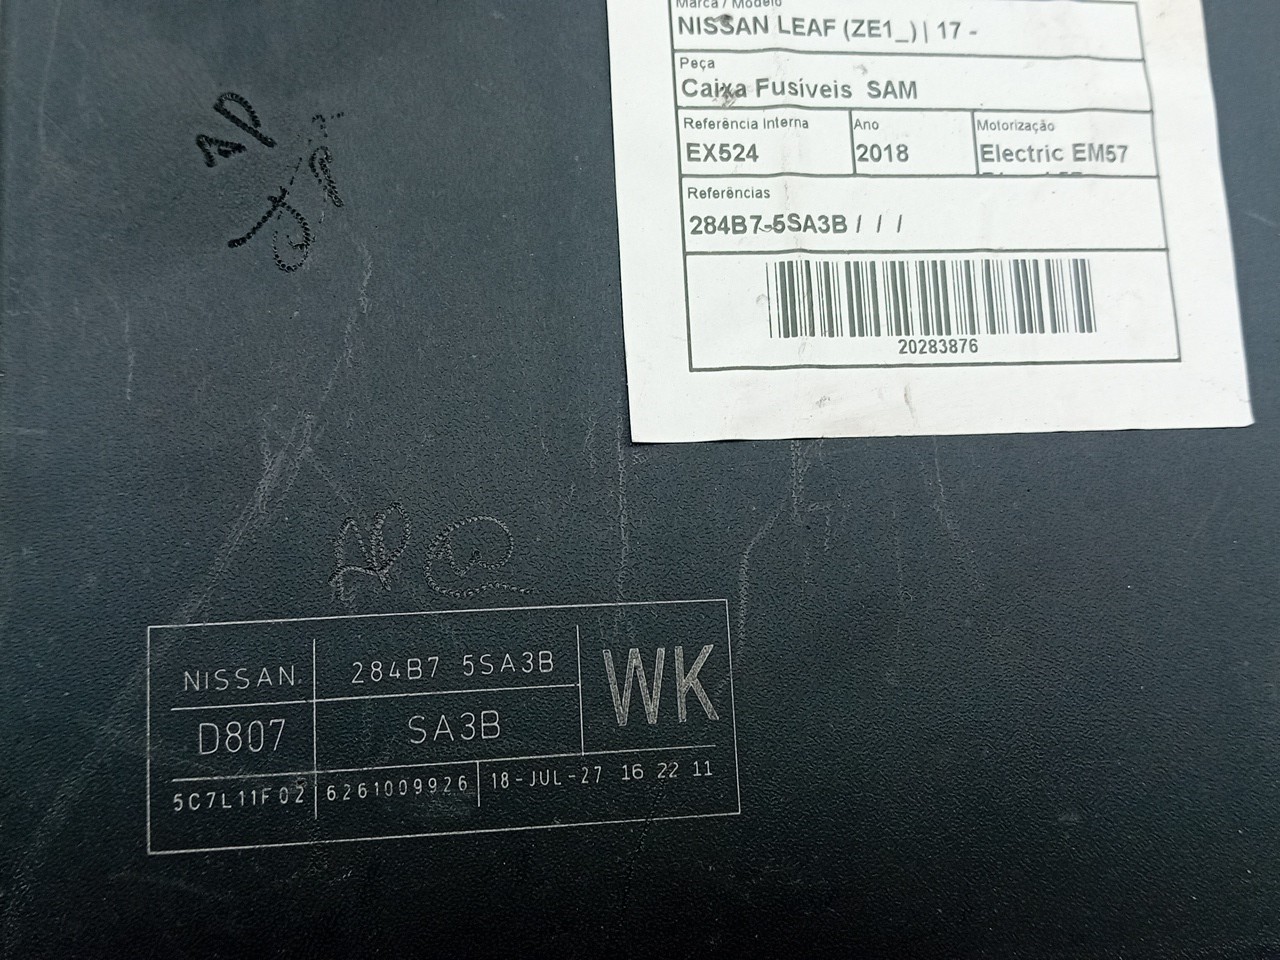 Marca / Modelo
NISSAN LEAF (ZE1_) | 17 -
Peça
Caixa Fusíveis SAM
Referência Interna
EX524
Ano
2018
Motorização
Electric EM57
Referências
284B7-5SA3B / / /
20283876
NISSAN.
284B7 5SA3B
WK
D807
SA3B
5C7L11F02
6261009926
18-JUL-27 16 22 11